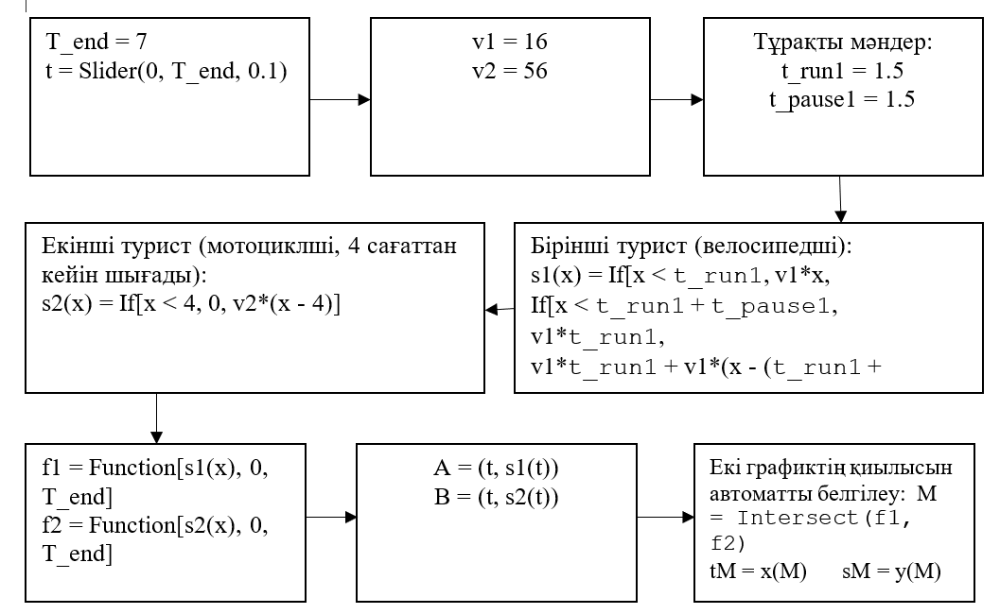 T_end = 7
t = Slider(0, T_end, 0.1)
v1 = 16
v2 = 56
Тұрақты мәндер:
t_run1 = 1.5
t_pause1 = 1.5
Бірінші турист (велосипедші):
s1(x) = If[x < t_run1, v1*x,
If[x < t_run1 + t_pause1,
v1*t_run1,
v1*t_run1 + v1*(x - (t_run1 +
Екінші турист (мотоциклші, 4 сағаттан
кейін шығады):
s2(x) = If[x < 4, 0, v2*(x - 4)]
f1 = Function[s1(x), 0,
T_end]
f2 = Function[s2(x), 0,
T_end]
A = (t, s1(t))
B = (t, s2(t))
Екі графиктің қиылысын
автоматты белгілеу: M
= Intersect(f1,
f2)
tM = x(M) sM = y(M)